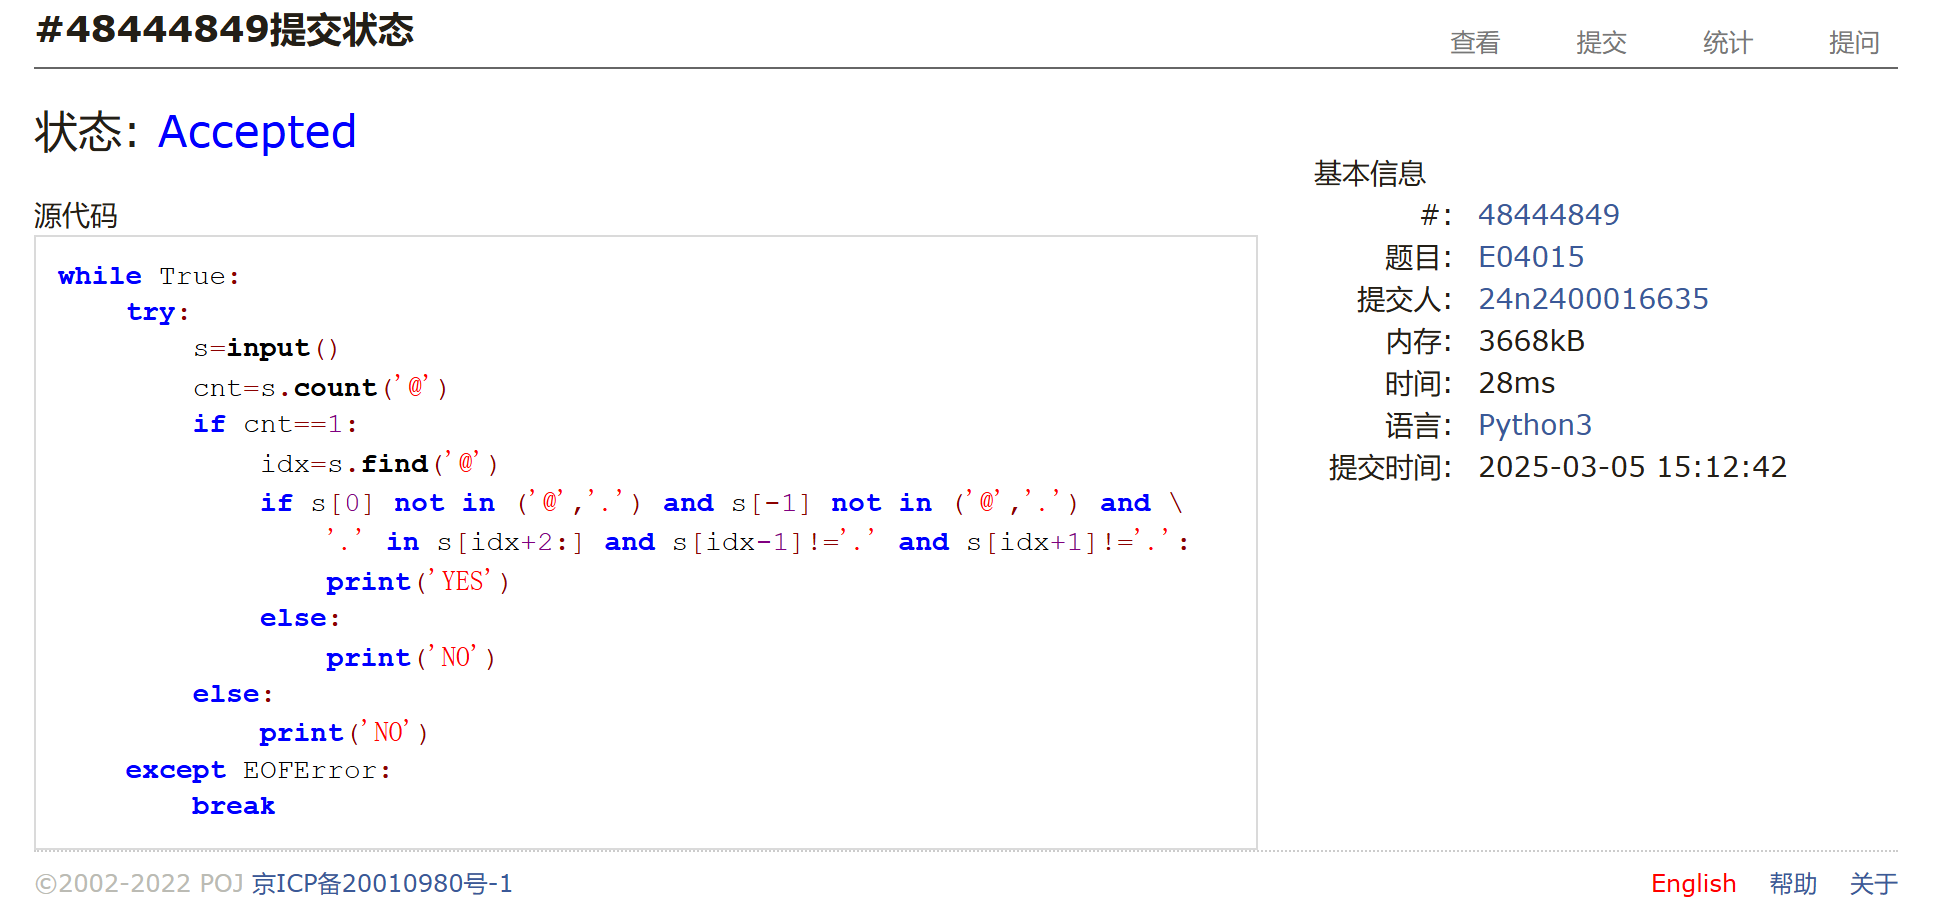 #48444849提交状态
查看 提交 统计 提问
状态: Accepted
源代码
while True:
    try:
        s=input()
        cnt=s.count('@')
        if cnt==1:
            idx=s.find('@')
            if s[0] not in ('@','.') and s[-1] not in ('@','.') and \
                '.' in s[idx+2:] and s[idx-1]!='.' and s[idx+1]!='.':
                print('YES')
            else:
                print('NO')
        else:
            print('NO')
    except EOFError:
        break
基本信息
#: 48444849
题目: E04015
提交人: 24n2400016635
内存: 3668kB
时间: 28ms
语言: Python3
提交时间: 2025-03-05 15:12:42
©2002-2022 POJ 京ICP备20010980号-1
English 帮助 关于